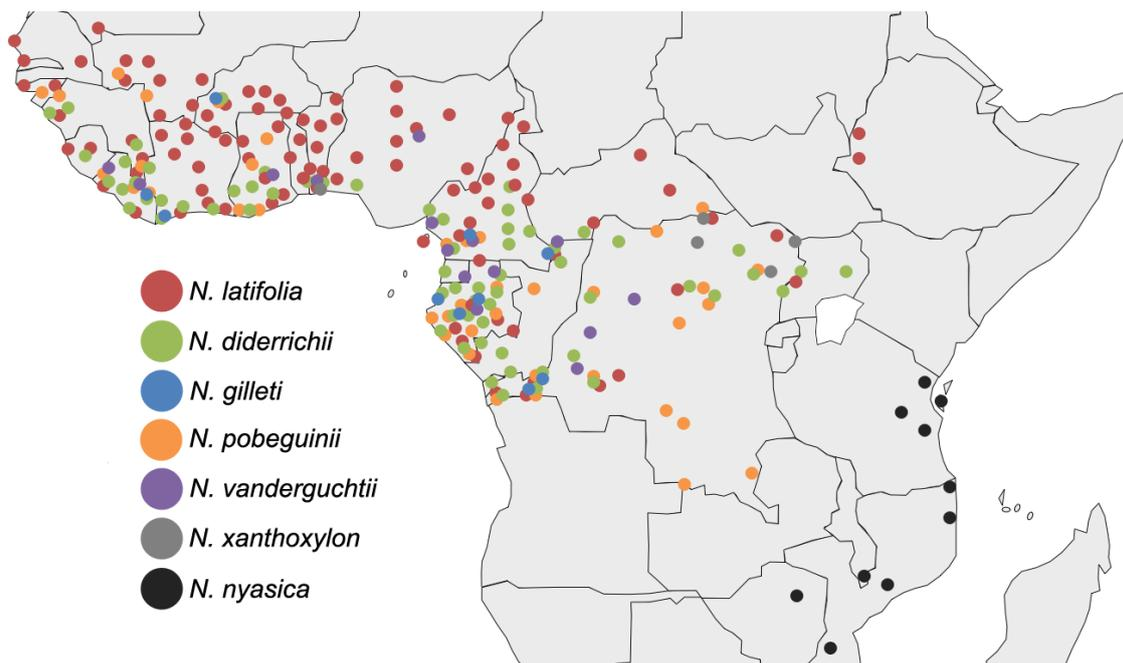 N. latifolia
N. diderrichii
N. gilleti
N. pobeguinii
N. vanderguchtii
N. xanthoxylon
N. nyasica